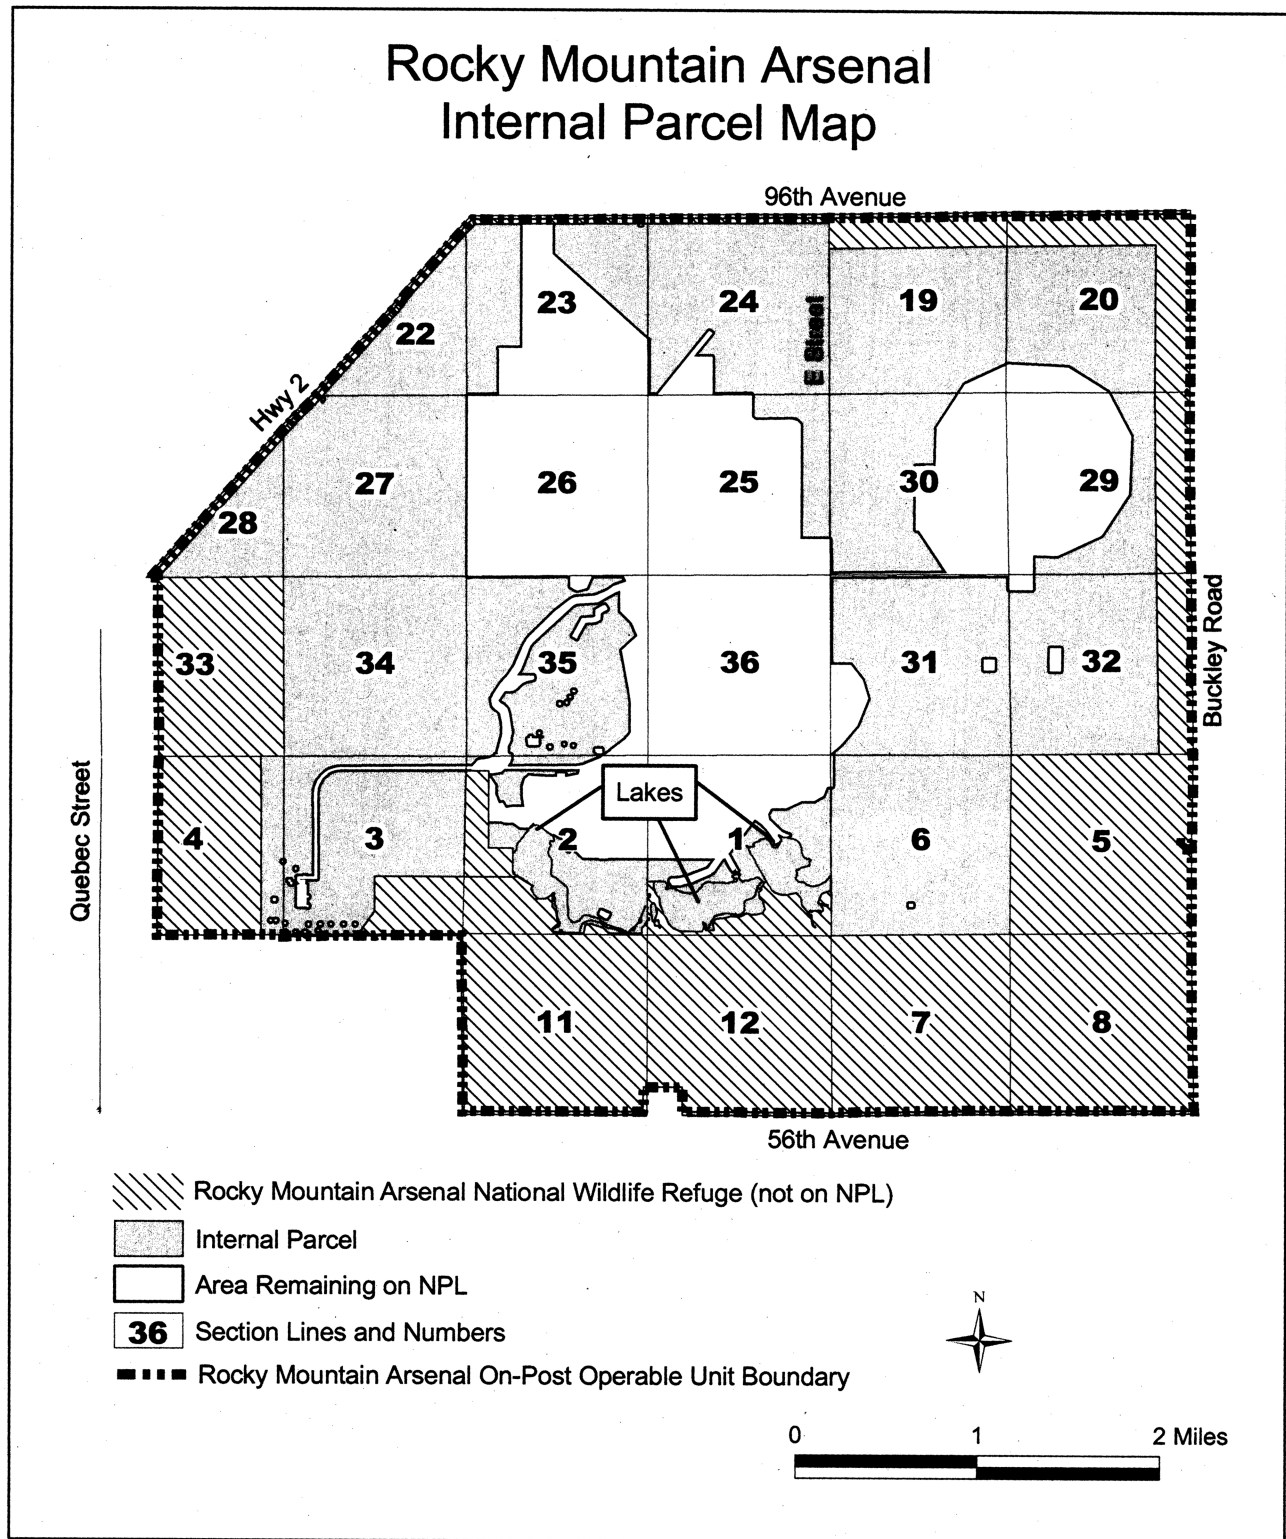 Rocky Mountain Arsenal
Internal Parcel Map
96th Avenue
23
24
19
20
22
E Street
Hwy 2
27
26
25
30
29
28
33
34
35
36
31
32
Buckley Road
Quebec Street
Lakes
4
3
2
1
6
5
11
12
7
8
56th Avenue
Rocky Mountain Arsenal National Wildlife Refuge (not on NPL)
Internal Parcel
Area Remaining on NPL
36 Section Lines and Numbers
Rocky Mountain Arsenal On-Post Operable Unit Boundary
N
0 1 2 Miles